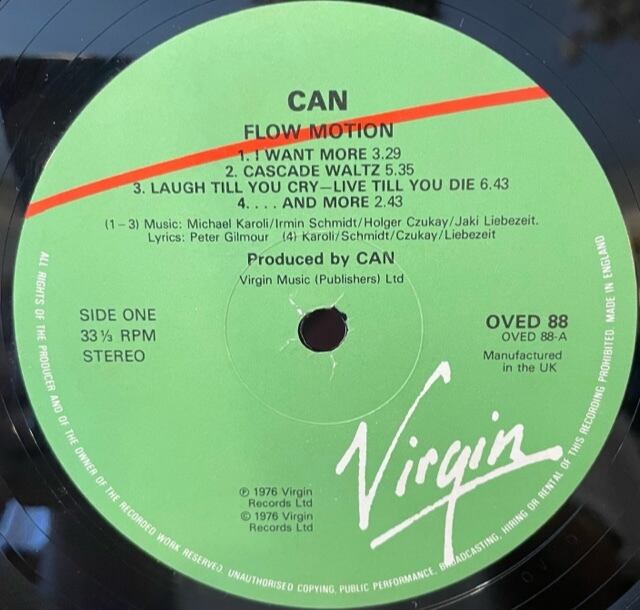 CAN
FLOW MOTION
1. I WANT MORE 3.29
2. CASCADE WALTZ 5.35
3. LAUGH TILL YOU CRY—LIVE TILL YOU DIE 6.43
4. . . . AND MORE 2.43
(1–3) Music: Michael Karoli/Irmin Schmidt/Holger Czukay/Jaki Liebezeit.
Lyrics: Peter Gilmour (4) Karoli/Schmidt/Czukay/Liebezeit
Produced by CAN
Virgin Music (Publishers) Ltd
SIDE ONE
33⅓ RPM
STEREO
OVED 88
OVED 88-A
Manufactured
in the UK
Virgin
℗ 1976 Virgin
Records Ltd
© 1976 Virgin
Records Ltd
ALL RIGHTS OF THE PRODUCER AND OF THE OWNER OF THE RECORDED WORK RESERVED. UNAUTHORISED COPYING, PUBLIC PERFORMANCE, BROADCASTING, HIRING OR RENTAL OF THIS RECORDING PROHIBITED. MADE IN ENGLAND